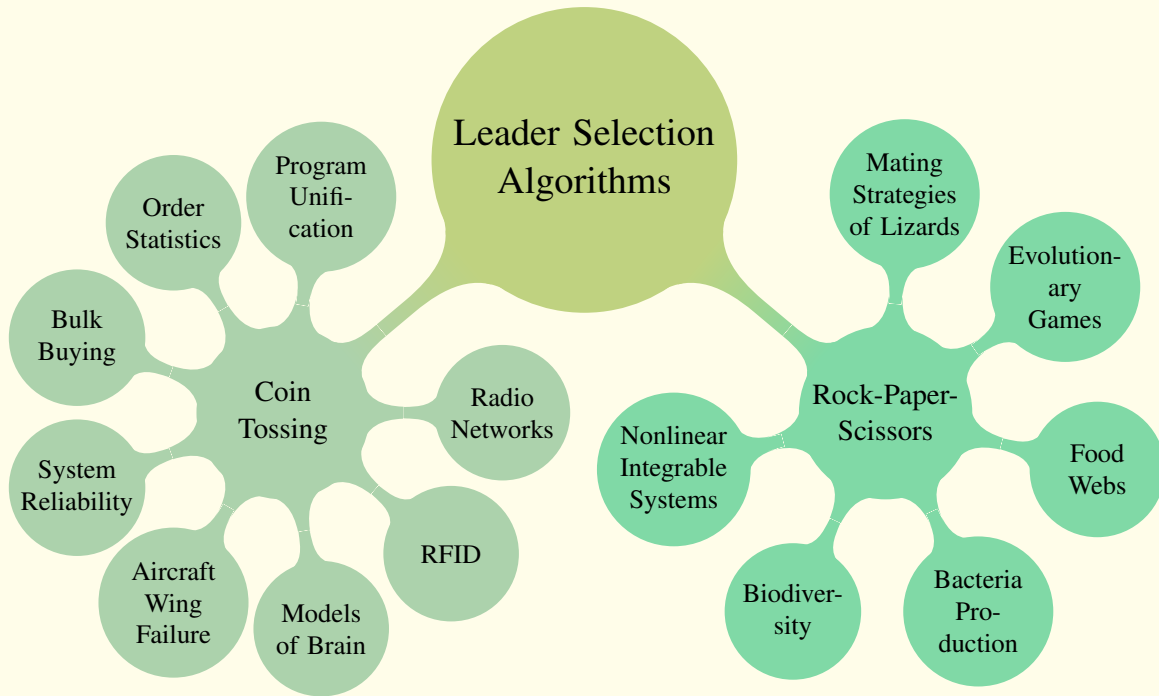 Leader Selection
Algorithms
Coin
Tossing
Program
Unifi-
cation
Order
Statistics
Bulk
Buying
System
Reliability
Aircraft
Wing
Failure
Models
of Brain
RFID
Radio
Networks
Rock-Paper-
Scissors
Mating
Strategies
of Lizards
Evolution-
ary
Games
Food
Webs
Bacteria
Pro-
duction
Biodiver-
sity
Nonlinear
Integrable
Systems